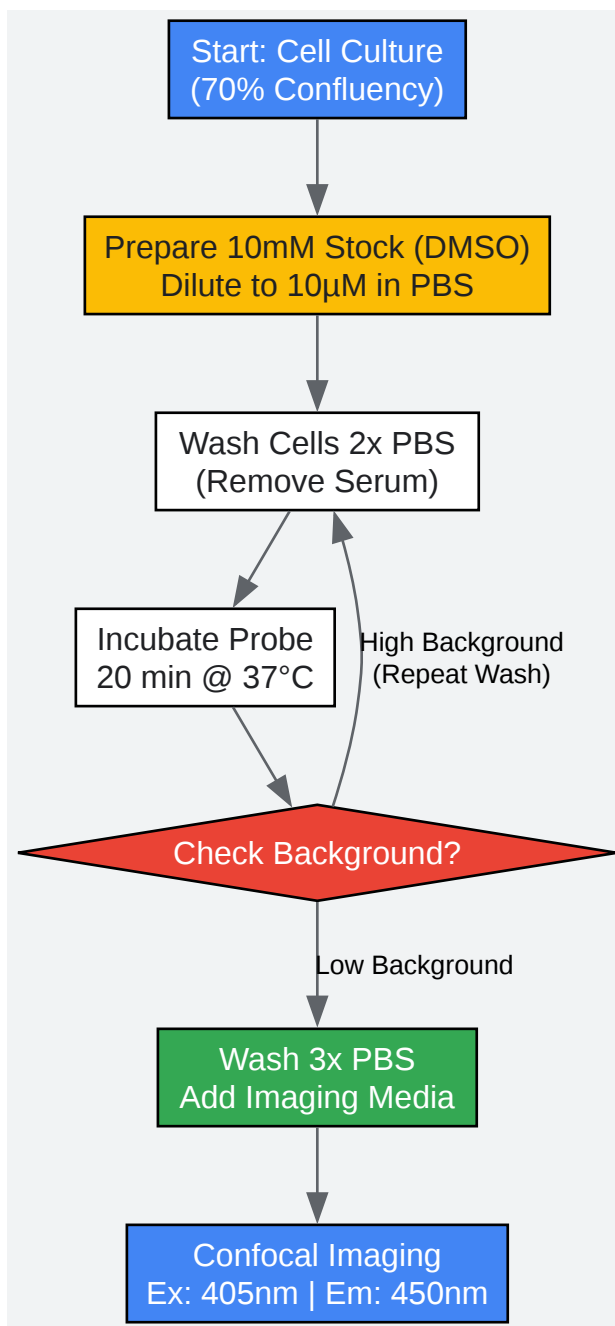 Start: Cell Culture
(70% Confluency)
Prepare 10mM Stock (DMSO)
Dilute to 10µM in PBS
Wash Cells 2x PBS
(Remove Serum)
Incubate Probe
20 min @ 37°C
High Background
(Repeat Wash)
Check Background?
Low Background
Wash 3x PBS
Add Imaging Media
Confocal Imaging
Ex: 405nm | Em: 450nm